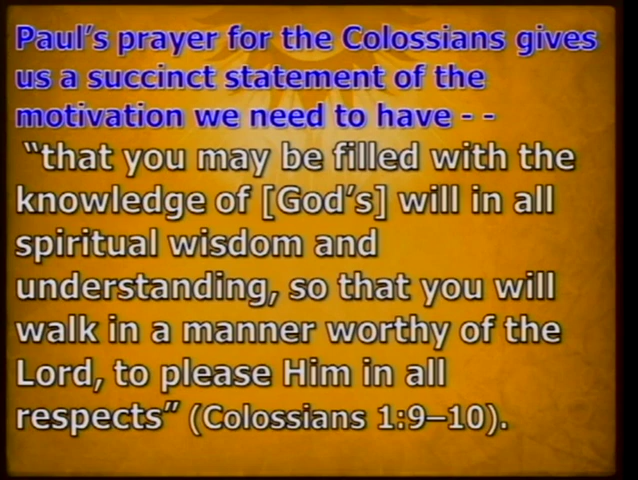 Paul's prayer for the Colossians gives
us a succinct statement of the
motivation we need to have - -
“that you may be filled with the
knowledge of [God's] will in all
spiritual wisdom and
understanding, so that you will
walk in a manner worthy of the
Lord, to please Him in all
respects” (Colossians 1:9–10).